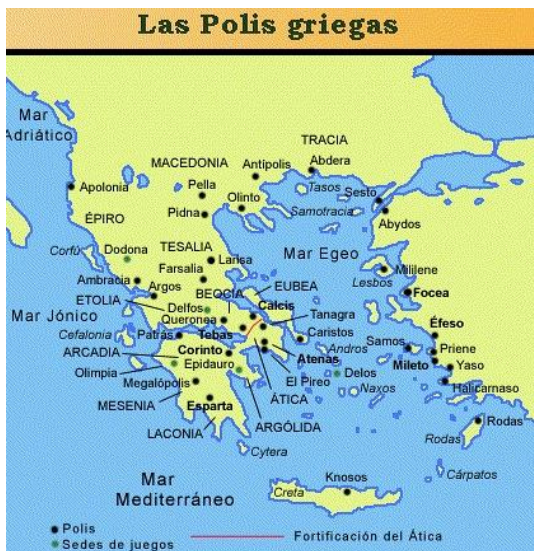 Las Polis griegas
Mar
Adriático
TRACIA
MACEDONIA
Antípolis
Abdera
Apolonia
Pella
Tasos
Sesto
Olinto
Pidna
Samotracia
Abydos
ÉPIRO
Dodona
TESALIA
Mar Egeo
Corfú
Larisa
Mililene
Ambracia
Farsalia
Lesbos
Argos
EUBEA
Focea
ETOLIA
BEOCIA
Delfos
Calcis
Mar Jónico
Queronea
Tanagra
Éfeso
Cefalonia
Patrás
Tebas
Caristos
Samos
ARCADIA
Corinto
Atenas
Andros
Priene
Olimpia
Epidauro
Mileto
Yaso
El Pireo
Delos
Megalópolis
ÁTICA
Naxos
Halicarnaso
MESENIA
Esparta
ARGÓLIDA
LACONIA
Rodas
Rodas
Cytera
Mar
Mediterráneo
Knosos
Cárpatos
Creta
Polis
Sedes de juegos
Fortificación del Ática